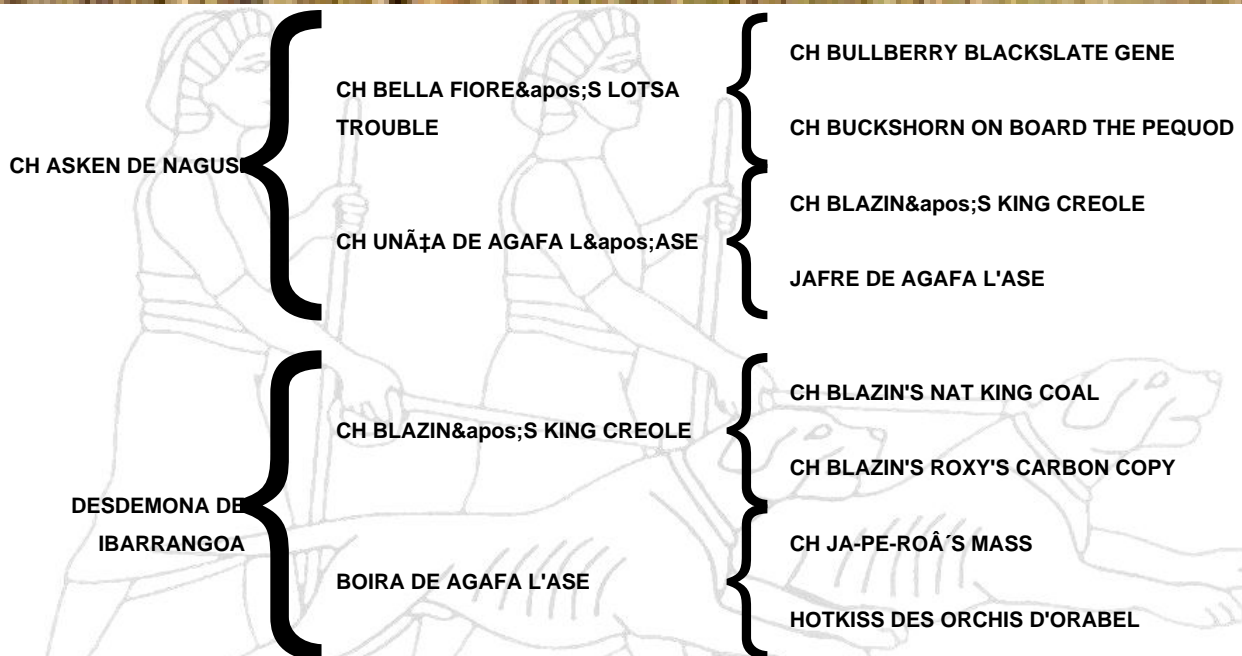 CH BULLBERRY BLACKSLATE GENE
CH BELLA FIORE&apos;S LOTSA
TROUBLE
CH BUCKSHORN ON BOARD THE PEQUOD
CH ASKEN DE NAGUSI
CH BLAZIN&apos;S KING CREOLE
CH UNÃ‡A DE AGAFA L&apos;ASE
JAFRE DE AGAFA L'ASE
CH BLAZIN'S NAT KING COAL
CH BLAZIN&apos;S KING CREOLE
CH BLAZIN'S ROXY'S CARBON COPY
DESDEMONA DE
IBARRANGOA
CH JA-PE-ROÂ´S MASS
BOIRA DE AGAFA L'ASE
HOTKISS DES ORCHIS D'ORABEL